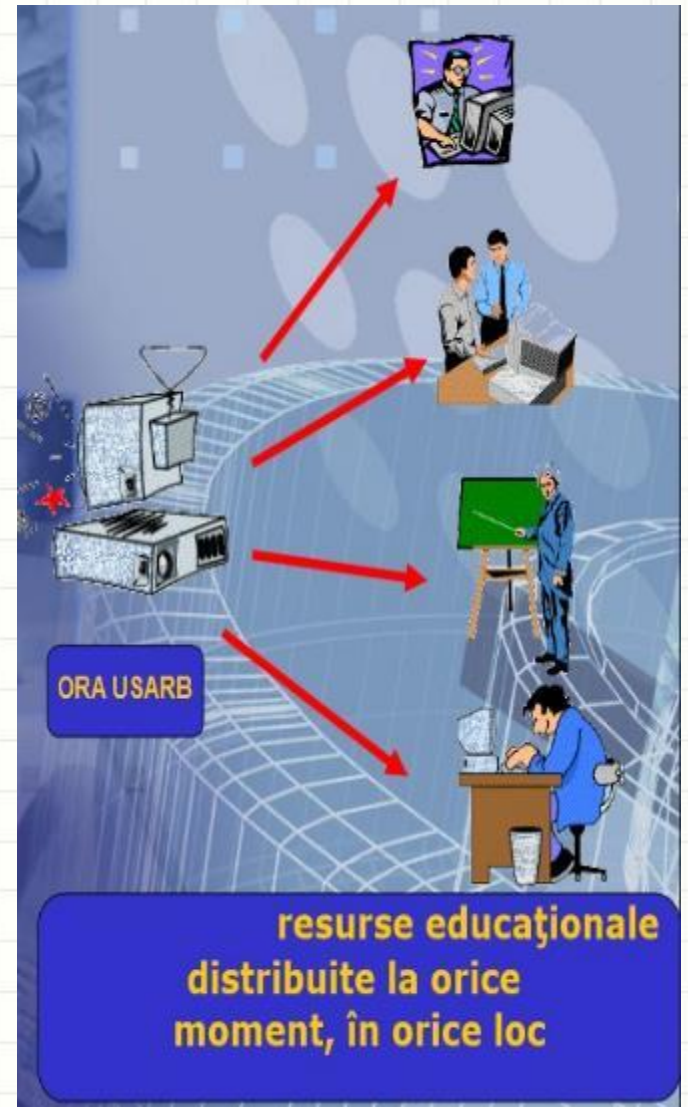 ORA USARB
resurse educaţionale
distribuite la orice
moment, în orice loc